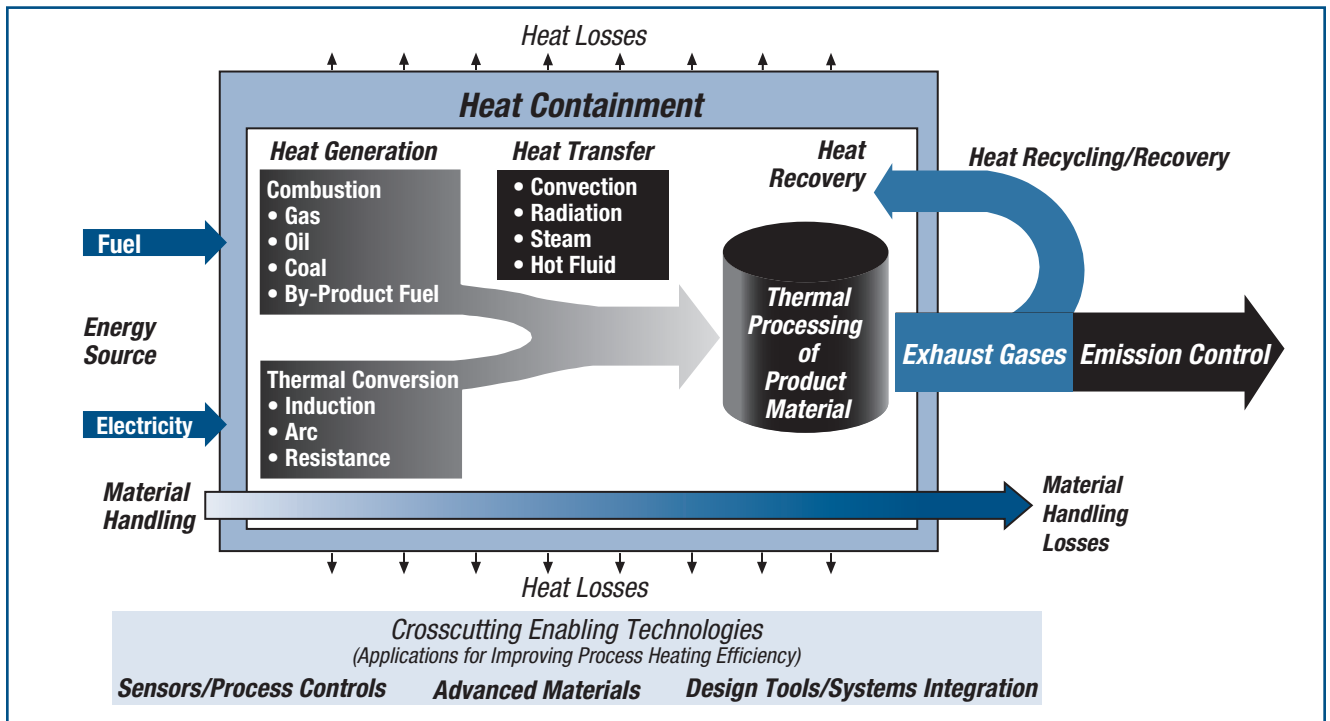 Heat Losses
Heat Containment
Heat Generation
Combustion
• Gas
• Oil
• Coal
• By-Product Fuel
Heat Transfer
• Convection
• Radiation
• Steam
• Hot Fluid
Heat
Recovery
Heat Recycling/Recovery
Fuel
Energy
Source
Electricity
Thermal Conversion
• Induction
• Arc
• Resistance
Thermal
Processing
of
Product
Material
Exhaust Gases
Emission Control
Material
Handling
Material
Handling
Losses
Heat Losses
Crosscutting Enabling Technologies
(Applications for Improving Process Heating Efficiency)
Sensors/Process Controls
Advanced Materials
Design Tools/Systems Integration